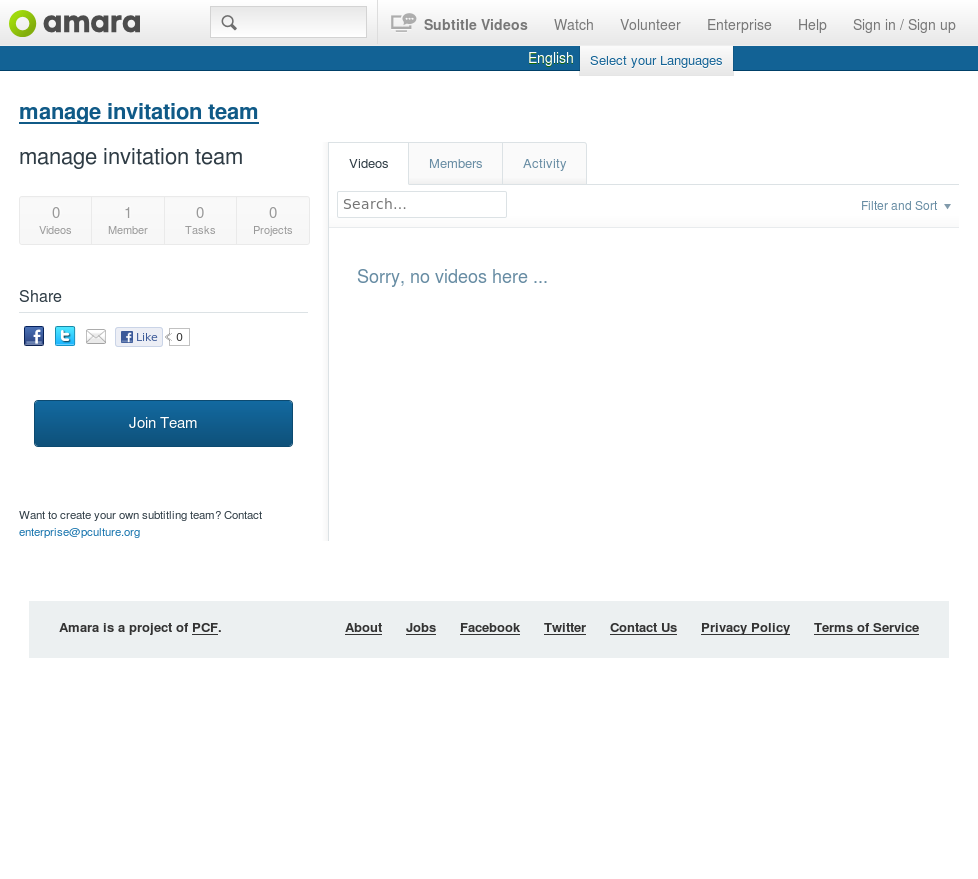 amara
Subtitle Videos Watch Volunteer Enterprise Help Sign in / Sign up
English Select your Languages
manage invitation team
manage invitation team
0 1 0 0
Videos Member Tasks Projects
Share
Like 0
Join Team
Want to create your own subtitling team? Contact
enterprise@pculture.org
Videos Members Activity
Search...
Filter and Sort
Sorry, no videos here ...
Amara is a project of PCF. About Jobs Facebook Twitter Contact Us Privacy Policy Terms of Service